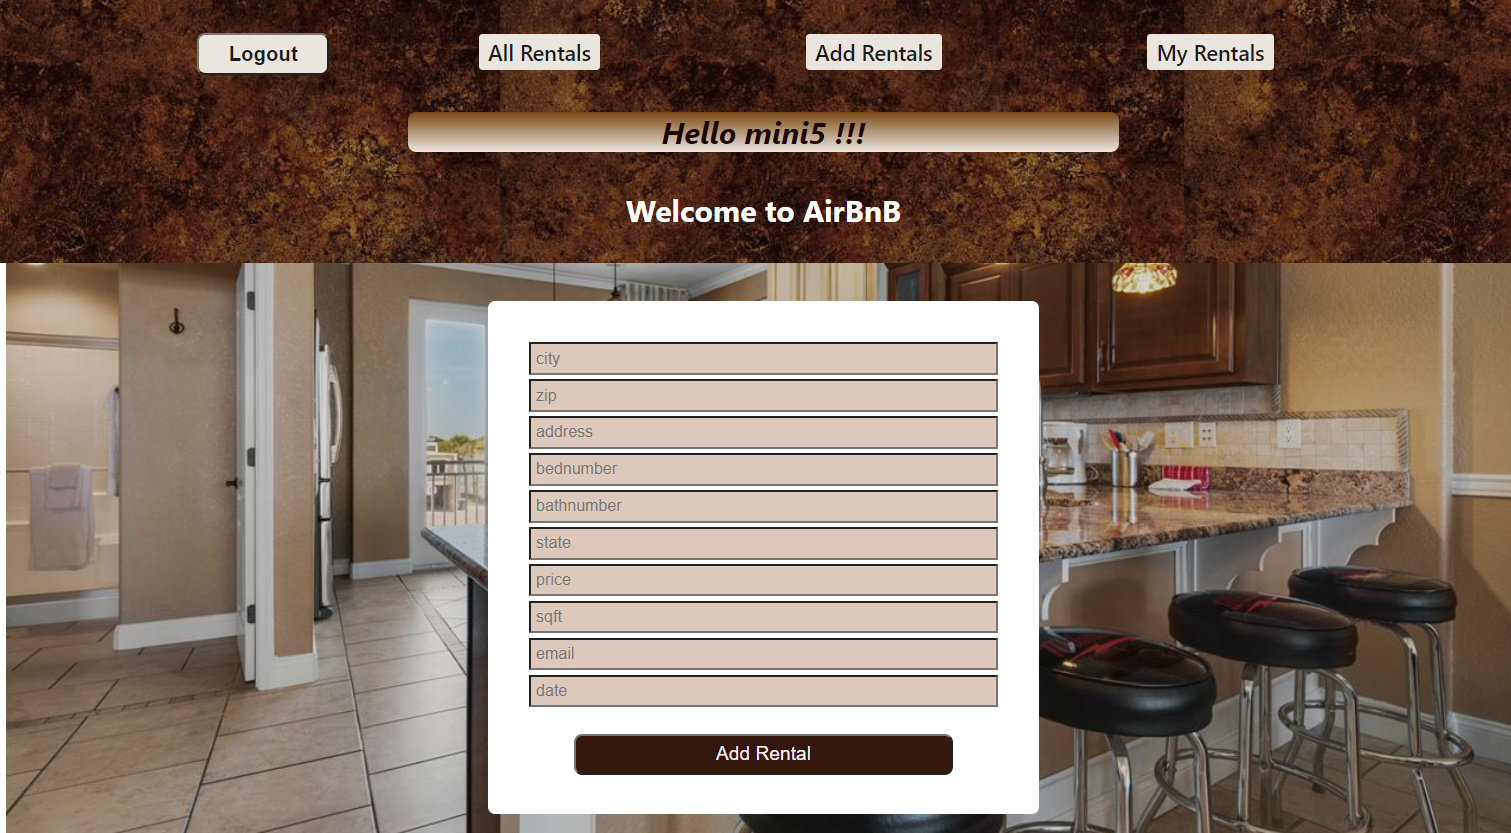 Logout All Rentals Add Rentals My Rentals
Hello mini5 !!!
Welcome to AirBnB
city
zip
address
bednumber
bathnumber
state
price
sqft
email
date
Add Rental